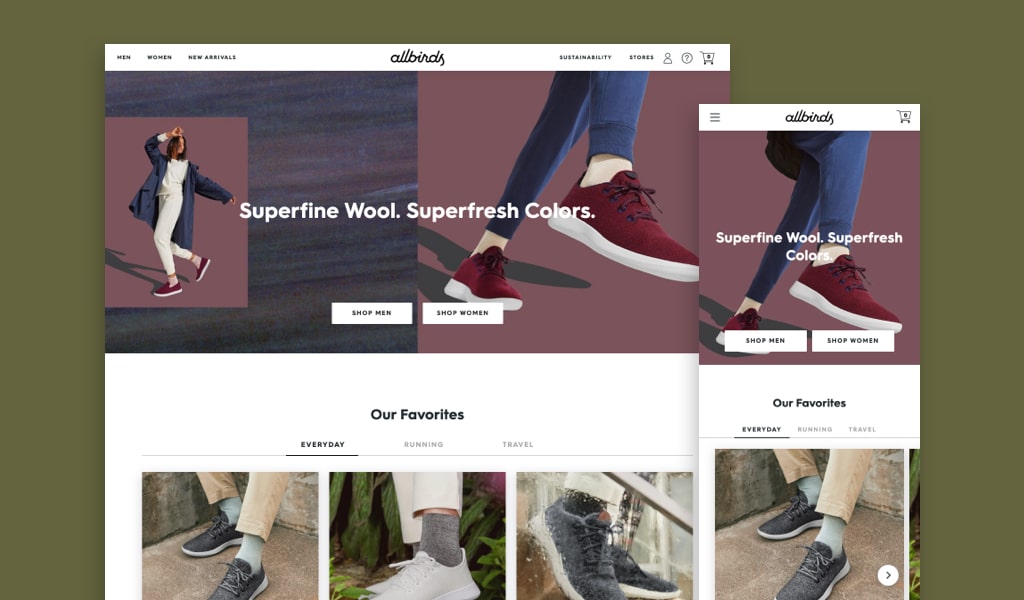 MEN WOMEN NEW ARRIVALS allbirds SUSTAINABILITY STORES ? 0
Superfine Wool. Superfresh Colors.
SHOP MEN SHOP WOMEN
Our Favorites
EVERYDAY RUNNING TRAVEL
allbirds 0
Superfine Wool. Superfresh
Colors.
SHOP MEN SHOP WOMEN
Our Favorites
EVERYDAY RUNNING TRAVEL